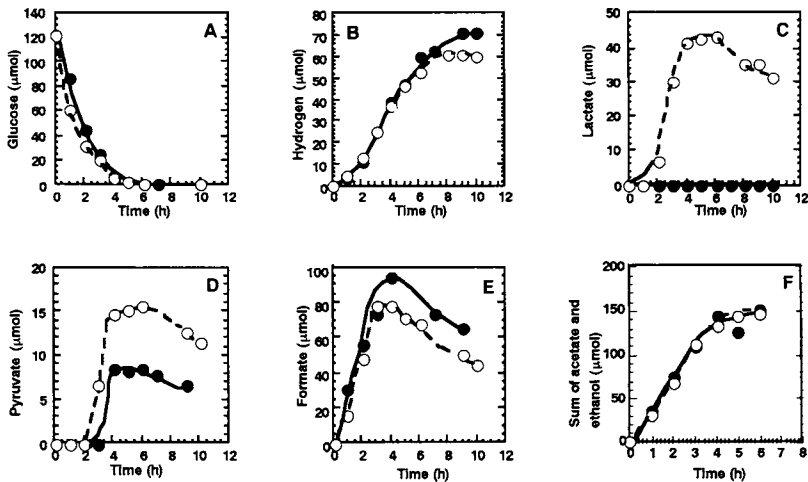 A
Glucose (µmol)
140
120
100
80
60
40
20
0
0 2 4 6 8 10 12
Time (h)
B
Hydrogen (µmol)
80
70
60
50
40
30
20
10
0
0 2 4 6 8 10 12
Time (h)
C
Lactate (µmol)
50
40
30
20
10
0
0 2 4 6 8 10 12
Time (h)
D
Pyruvate (µmol)
20
15
10
5
0
0 2 4 6 8 10 12
Time (h)
E
Formate (µmol)
100
80
60
40
20
0
0 2 4 6 8 10 12
Time (h)
F
Sum of acetate and
ethanol (µmol)
200
150
100
50
0
0 1 2 3 4 5 6 7 8
Time (h)